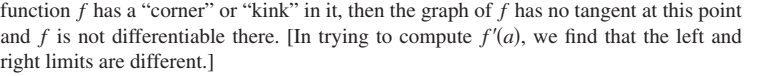 function f has a “corner” or “kink” in it, then the graph of f has no tangent at this point
and f is not differentiable there. [In trying to compute f′(a), we find that the left and
right limits are different.]